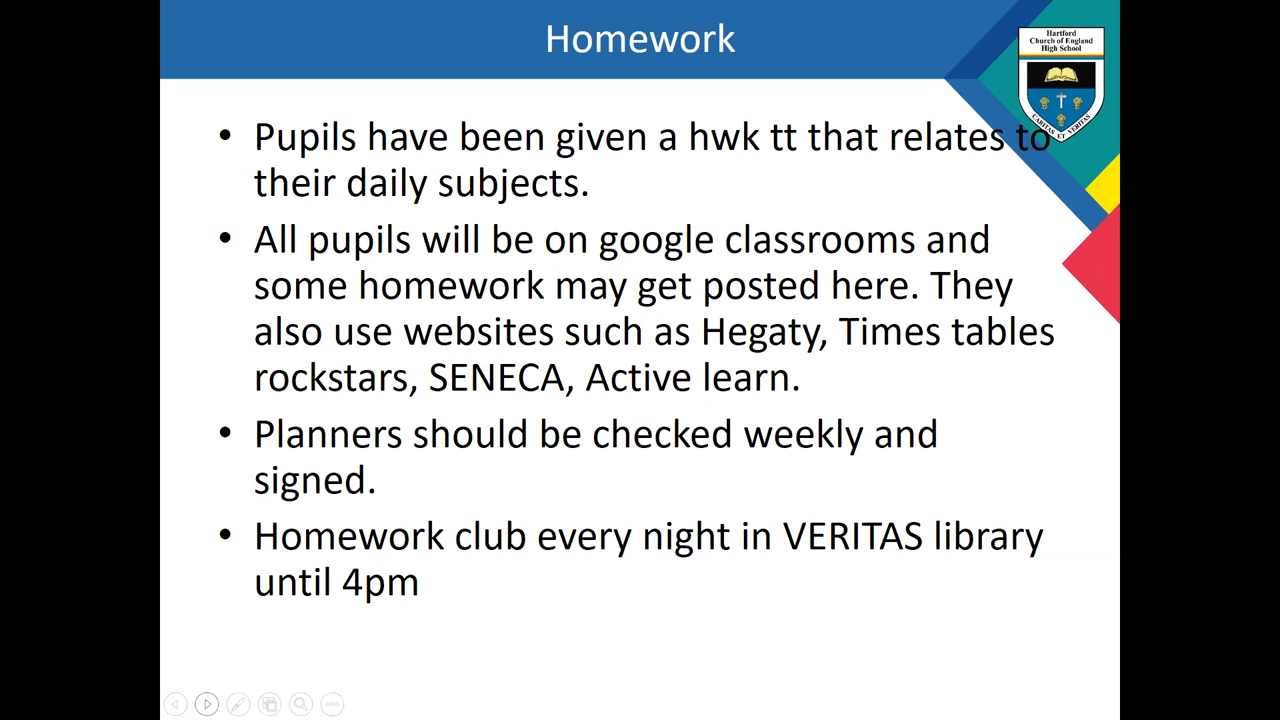 Homework
Hartford
Church of England
High School
CARITAS ET VERITAS
• Pupils have been given a hwk tt that relates to
their daily subjects.
• All pupils will be on google classrooms and
some homework may get posted here. They
also use websites such as Hegaty, Times tables
rockstars, SENECA, Active learn.
• Planners should be checked weekly and
signed.
• Homework club every night in VERITAS library
until 4pm